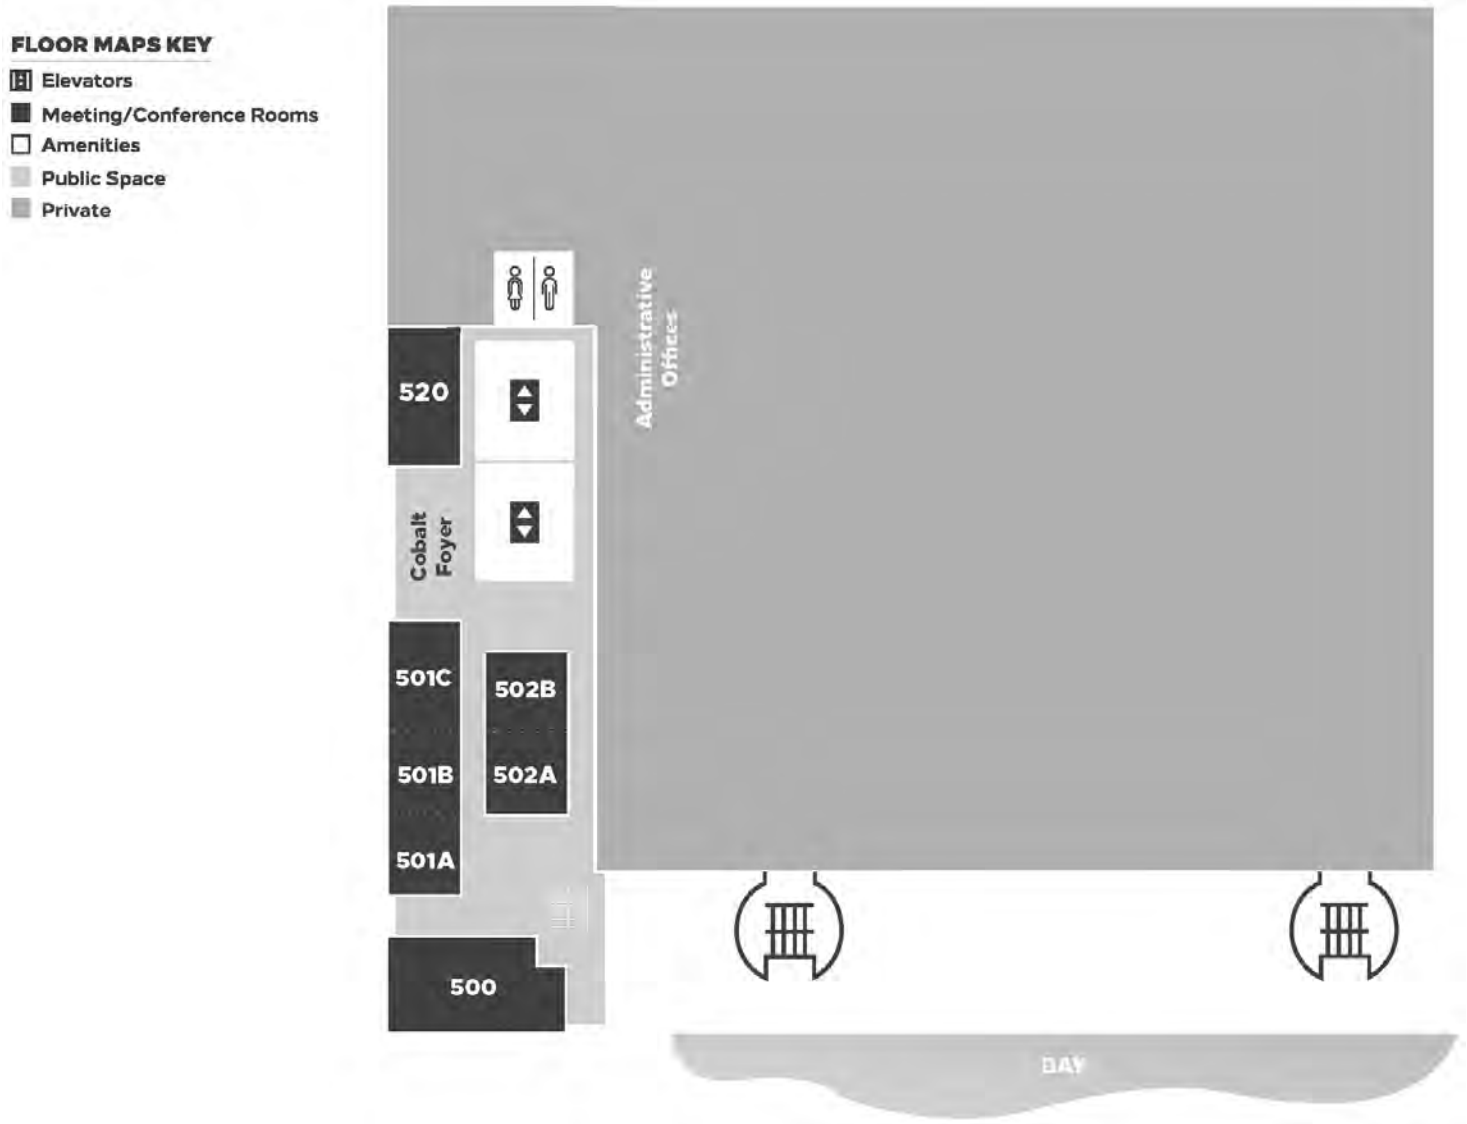 FLOOR MAPS KEY
Elevators
Meeting/Conference Rooms
Amenities
Public Space
Private
Administrative
Offices
520
Cobalt
Foyer
501C
502B
501B
502A
501A
500
BAY